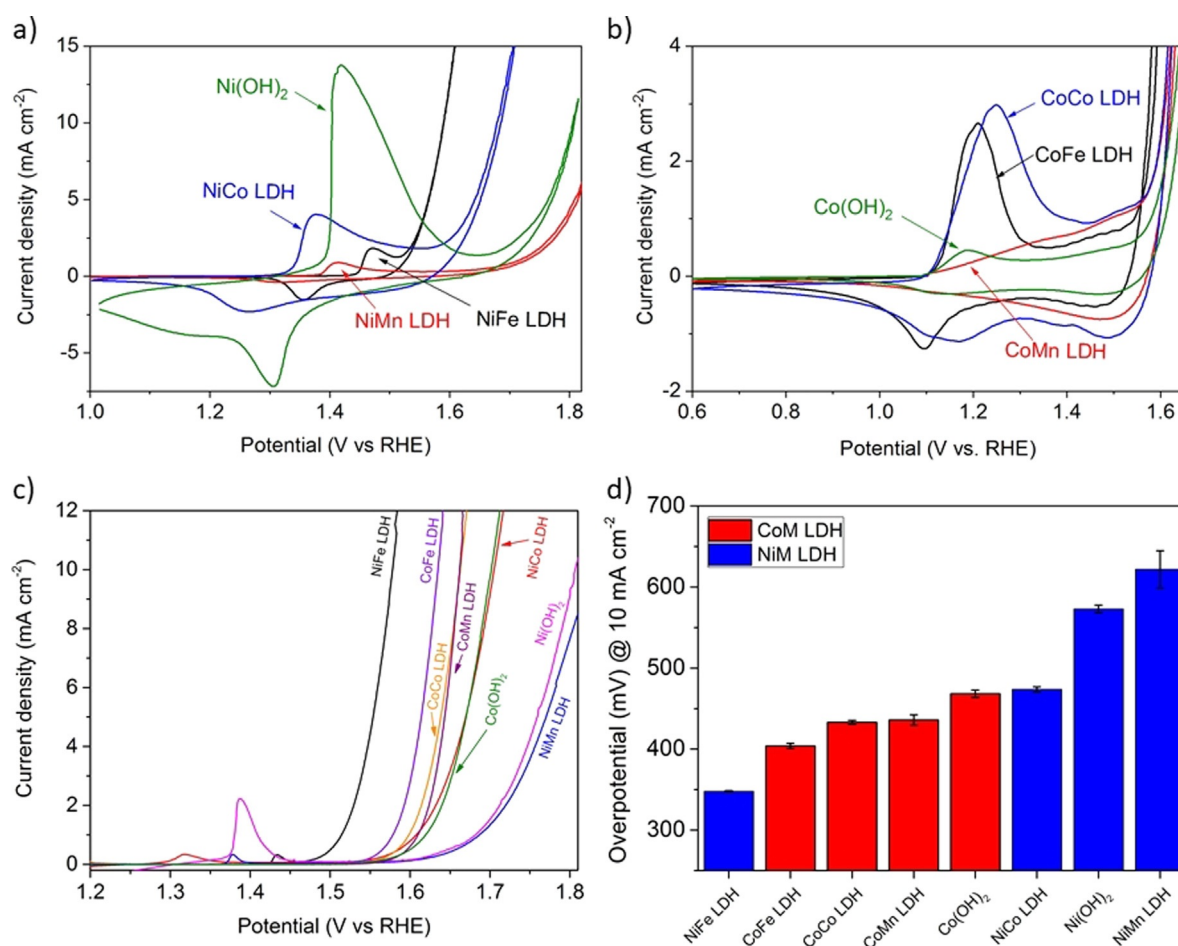 a)
15
10
5
0
-5
Current density (mA cm⁻²)
Ni(OH)₂
NiCo LDH
NiMn LDH
NiFe LDH
1.0
1.2
1.4
1.6
1.8
Potential (V vs RHE)
b)
4
2
0
-2
Current density (mA cm⁻²)
CoCo LDH
CoFe LDH
Co(OH)₂
CoMn LDH
0.6
0.8
1.0
1.2
1.4
1.6
Potential (V vs. RHE)
c)
12
10
8
6
4
2
0
Current density (mA cm⁻²)
NiFe LDH
CoFe LDH
CoCo LDH
CoMn LDH
Co(OH)₂
NiCo LDH
Ni(OH)₂
NiMn LDH
1.2
1.3
1.4
1.5
1.6
1.7
1.8
Potential (V vs RHE)
d)
700
600
500
400
300
Overpotential (mV) @ 10 mA cm⁻²
CoM LDH
NiM LDH
NiFe LDH
CoFe LDH
CoCo LDH
CoMn LDH
Co(OH)₂
NiCo LDH
Ni(OH)₂
NiMn LDH